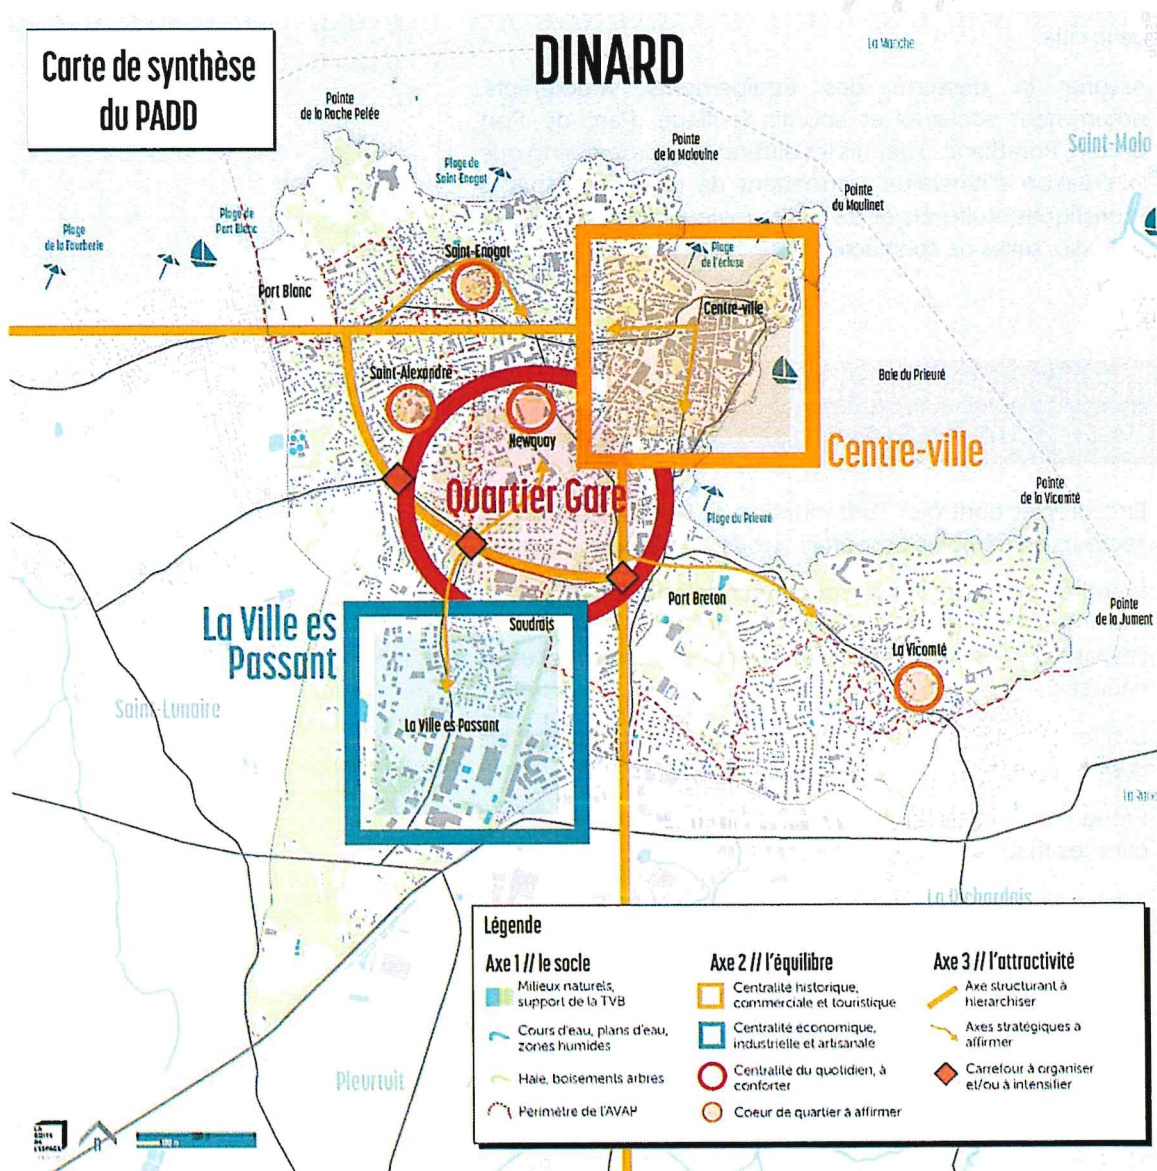 Carte de synthèse
du PADD
DINARD
La Manche
Saint-Malo
Pointe
de la Roche Pelée
Plage de
Saint-Enogat
Pointe
de la Malouine
Pointe
du Moulinet
Plage
de la Fourberie
Plage de
Port Blanc
Port Blanc
Saint-Enogat
Plage
de l'écluse
Centre-ville
Saint-Alexandre
Newquay
Baie du Prieuré
Centre-ville
Quartier Gare
Plage du Prieuré
Pointe
de la Vicomté
Port Breton
Pointe
de la Jument
La Ville es
Passant
Saudrais
La Vicomté
Saint-Lunaire
La Ville es Passant
Pleurtuit
Légende
Axe 1 // le socle
Milieux naturels,
support de la TVB
Cours d'eau, plans d'eau,
zones humides
Haie, boisements arbres
Périmètre de l'AVAP
Axe 2 // l'équilibre
Centralité historique,
commerciale et touristique
Centralité économique,
industrielle et artisanale
Centralité du quotidien, à
conforter
Coeur de quartier à affirmer
Axe 3 // l'attractivité
Axe structurant à
hiérarchiser
Axes stratégiques à
affirmer
Carrefour à organiser
et/ou à intensifier
LA
BOITE
DE
L'ESPACE